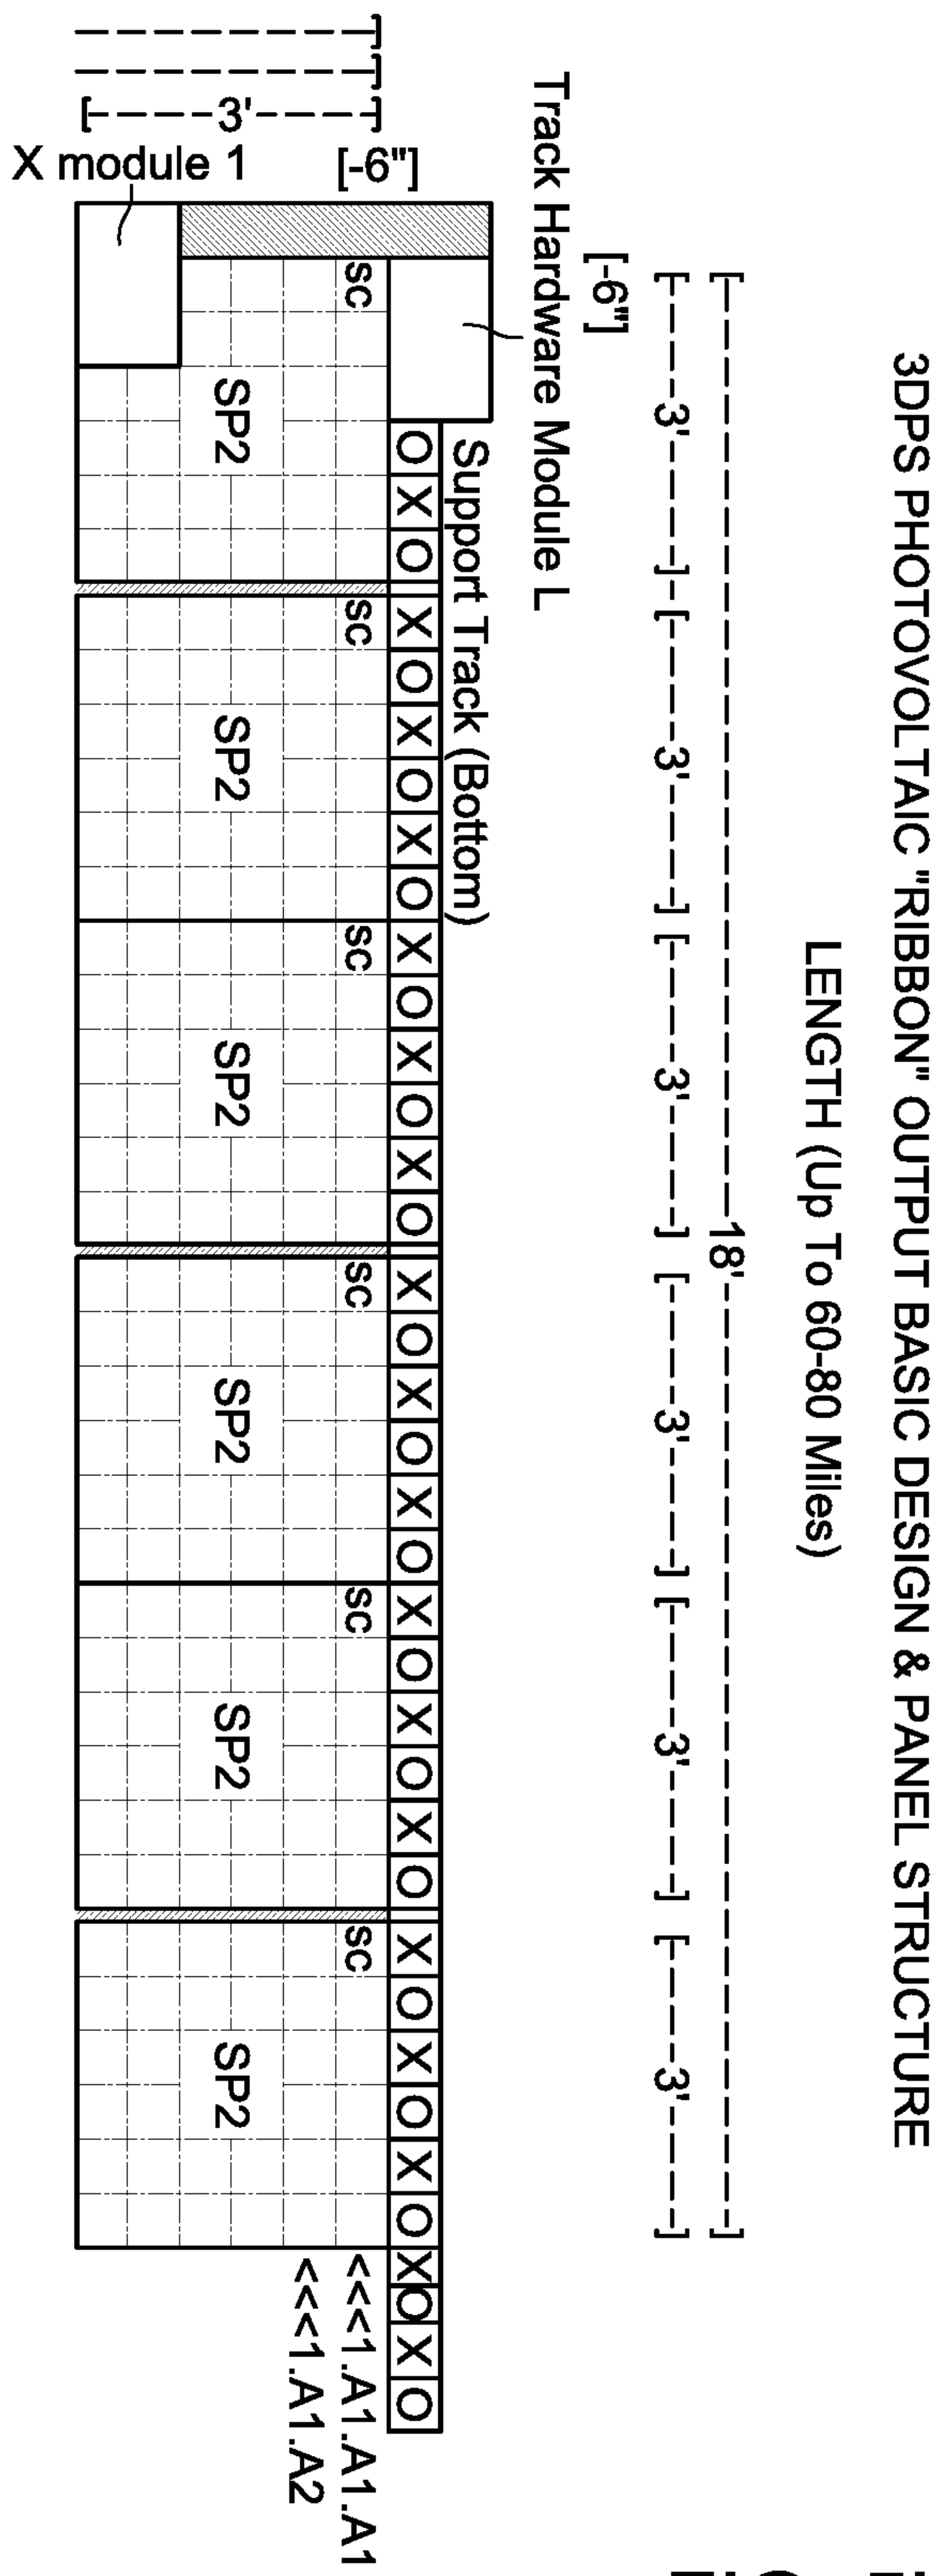 3DPS PHOTOVOLTAIC "RIBBON" OUTPUT BASIC DESIGN & PANEL STRUCTURE
LENGTH (Up To 60-80 Miles)
[-----------------18'-----------------]
[-----3'-----] [-----3'-----] [-----3'-----] [-----3'-----] [-----3'-----] [-----3'-----]
[-6"]
Track Hardware Module L
Support Track (Bottom)
O X O X O X O X O X O X O X O X O X O X O X O X O X O X O X O X O X O X O
[-6"]
sc sc sc sc sc sc
<<<1.A1.A1.A1
<<<1.A1.A2
[-----3'-----]
SP2 SP2 SP2 SP2 SP2 SP2
X module 1